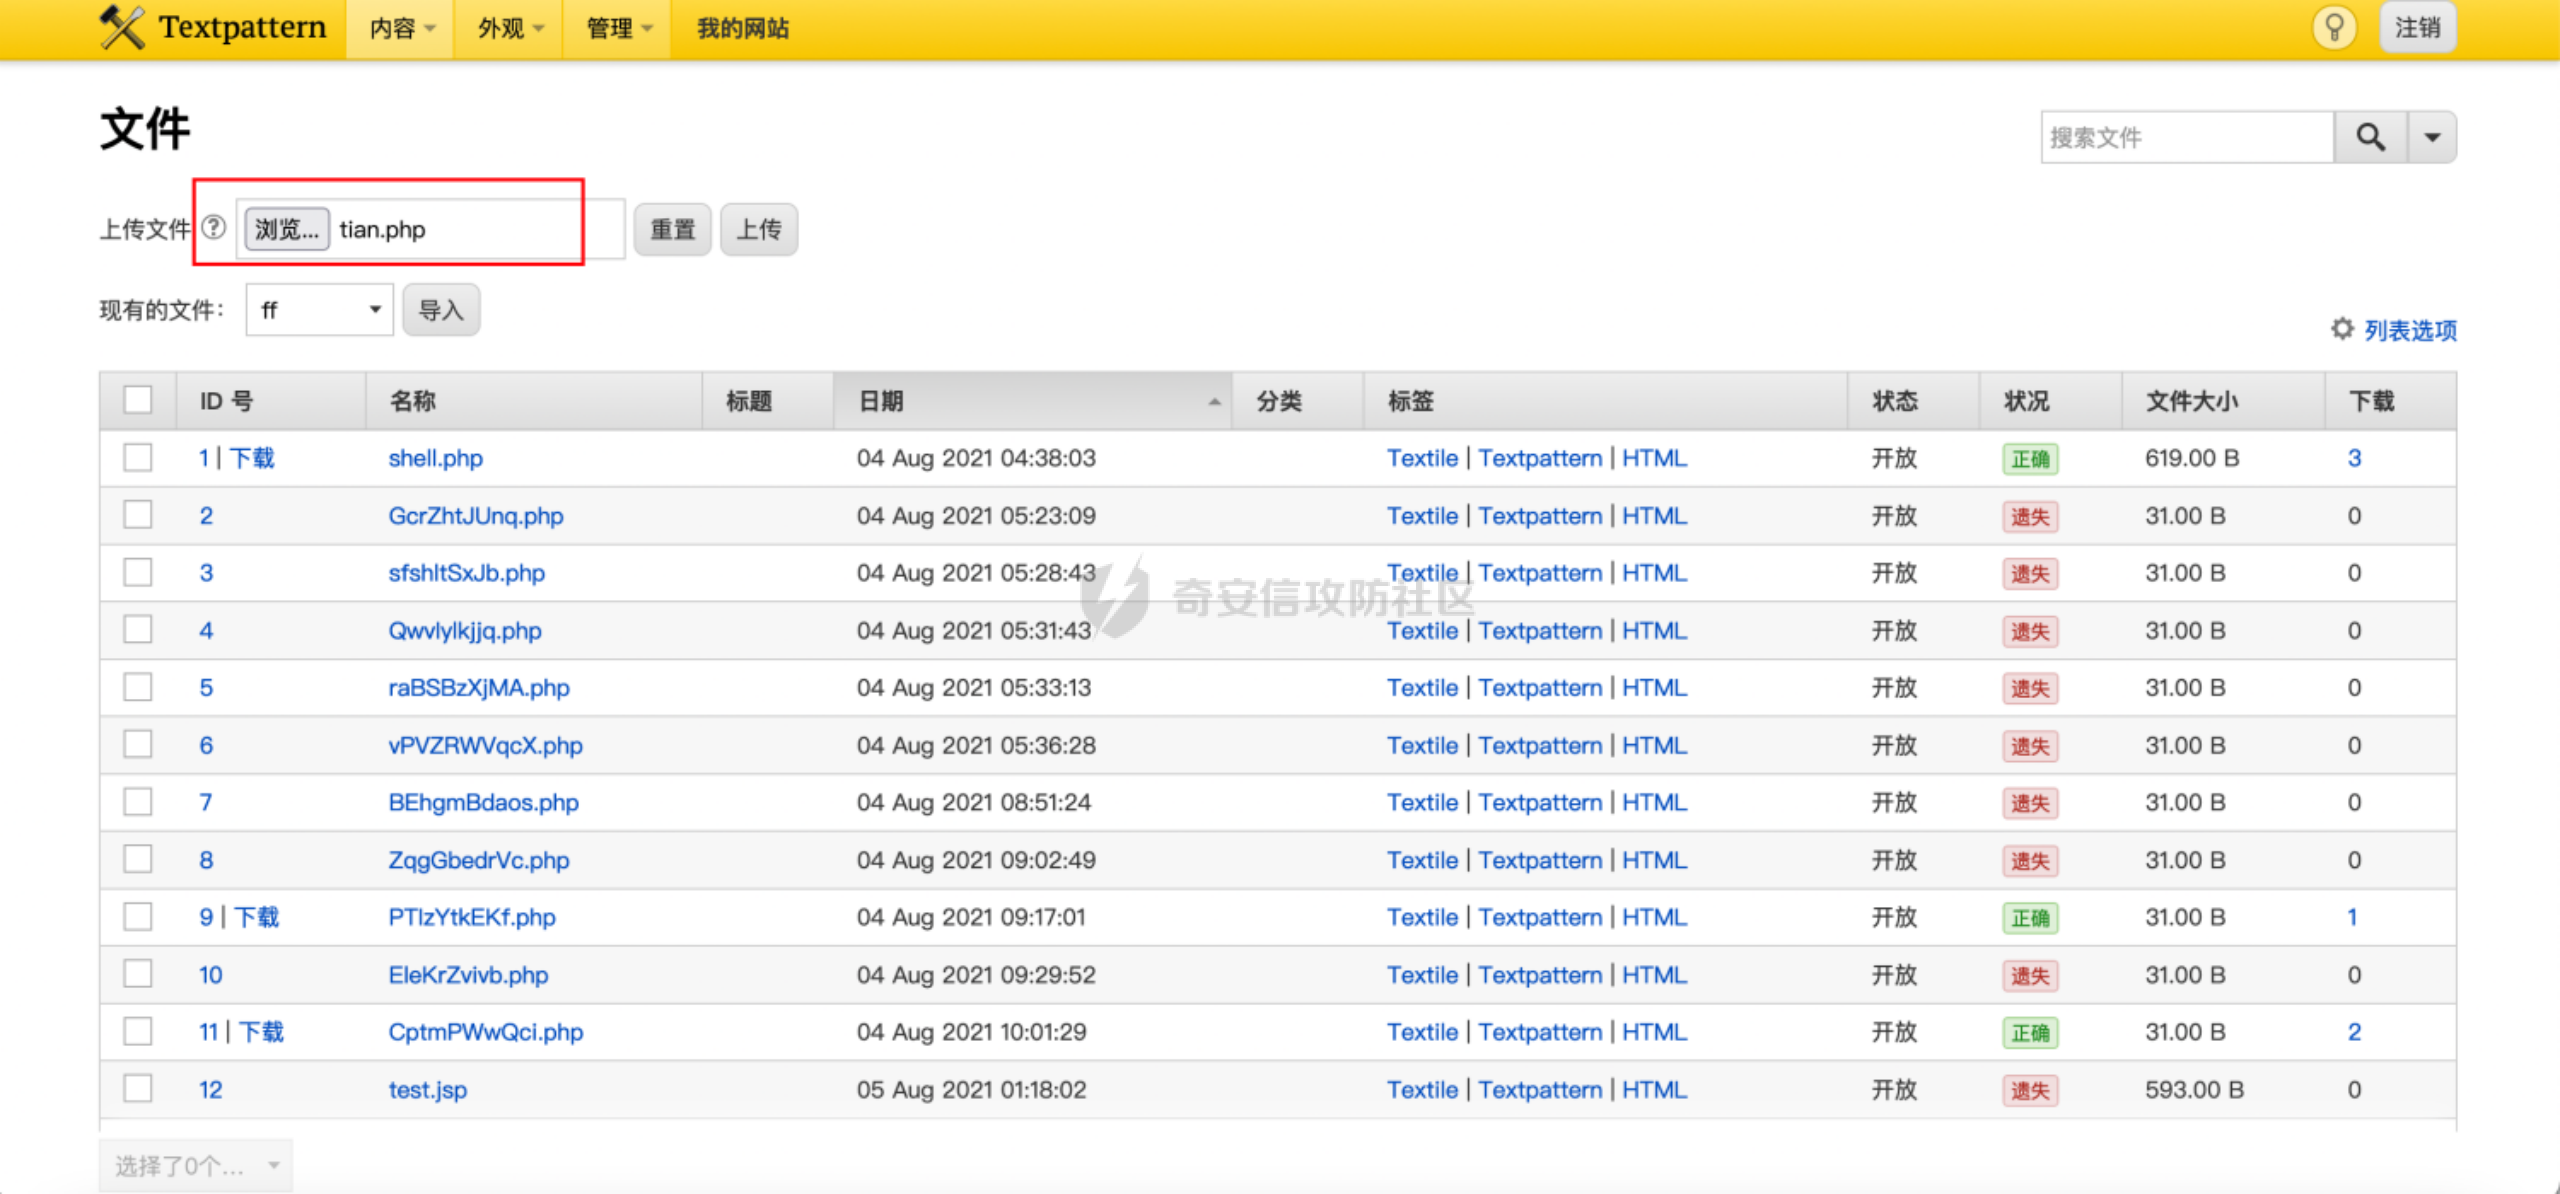 Textpattern 内容 外观 管理 我的网站 注销
文件
搜索文件
上传文件 ? 浏览... tian.php 重置 上传
现有的文件: ff 导入
列表选项
ID 号 名称 标题 日期 分类 标签 状态 状况 文件大小 下载
1 | 下载 shell.php 04 Aug 2021 04:38:03 Textile | Textpattern | HTML 开放 正确 619.00 B 3
2 GcrZhtJUnq.php 04 Aug 2021 05:23:09 Textile | Textpattern | HTML 开放 遗失 31.00 B 0
3 sfshItSxJb.php 04 Aug 2021 05:28:43 Textile | Textpattern | HTML 开放 遗失 31.00 B 0
奇安信攻防社区
4 Qwvlylkjjq.php 04 Aug 2021 05:31:43 Textile | Textpattern | HTML 开放 遗失 31.00 B 0
5 raBSBzXjMA.php 04 Aug 2021 05:33:13 Textile | Textpattern | HTML 开放 遗失 31.00 B 0
6 vPVZRWVqcX.php 04 Aug 2021 05:36:28 Textile | Textpattern | HTML 开放 遗失 31.00 B 0
7 BEhgmBdaos.php 04 Aug 2021 08:51:24 Textile | Textpattern | HTML 开放 遗失 31.00 B 0
8 ZqgGbedrVc.php 04 Aug 2021 09:02:49 Textile | Textpattern | HTML 开放 遗失 31.00 B 0
9 | 下载 PTlzYtkEKf.php 04 Aug 2021 09:17:01 Textile | Textpattern | HTML 开放 正确 31.00 B 1
10 EleKrZvivb.php 04 Aug 2021 09:29:52 Textile | Textpattern | HTML 开放 遗失 31.00 B 0
11 | 下载 CptmPWwQci.php 04 Aug 2021 10:01:29 Textile | Textpattern | HTML 开放 正确 31.00 B 2
12 test.jsp 05 Aug 2021 01:18:02 Textile | Textpattern | HTML 开放 遗失 593.00 B 0
选择了0个...